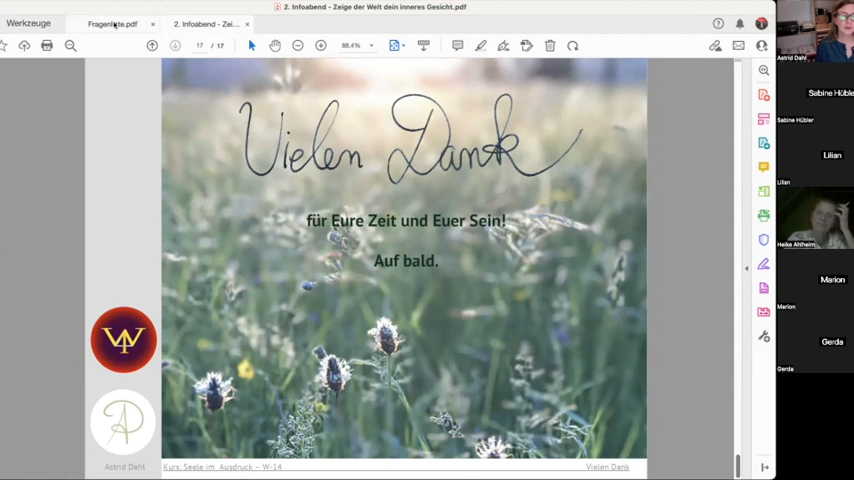 2. Infoabend - Zeige der Welt dein inneres Gesicht.pdf
Werkzeuge
Fragenliste.pdf ×
2. Infoabend - Zei... ×
17 / 17
88,4%
Vielen Dank
für Eure Zeit und Euer Sein!
Auf bald.
Astrid Dahl
Kurs: Seele im Ausdruck – W-14
Vielen Dank
Astrid Dahl
Sabine Hübler
Sabine Hübler
Lilian
Lilian
Heike Ahlheim
Marion
Marion
Gerda
Gerda